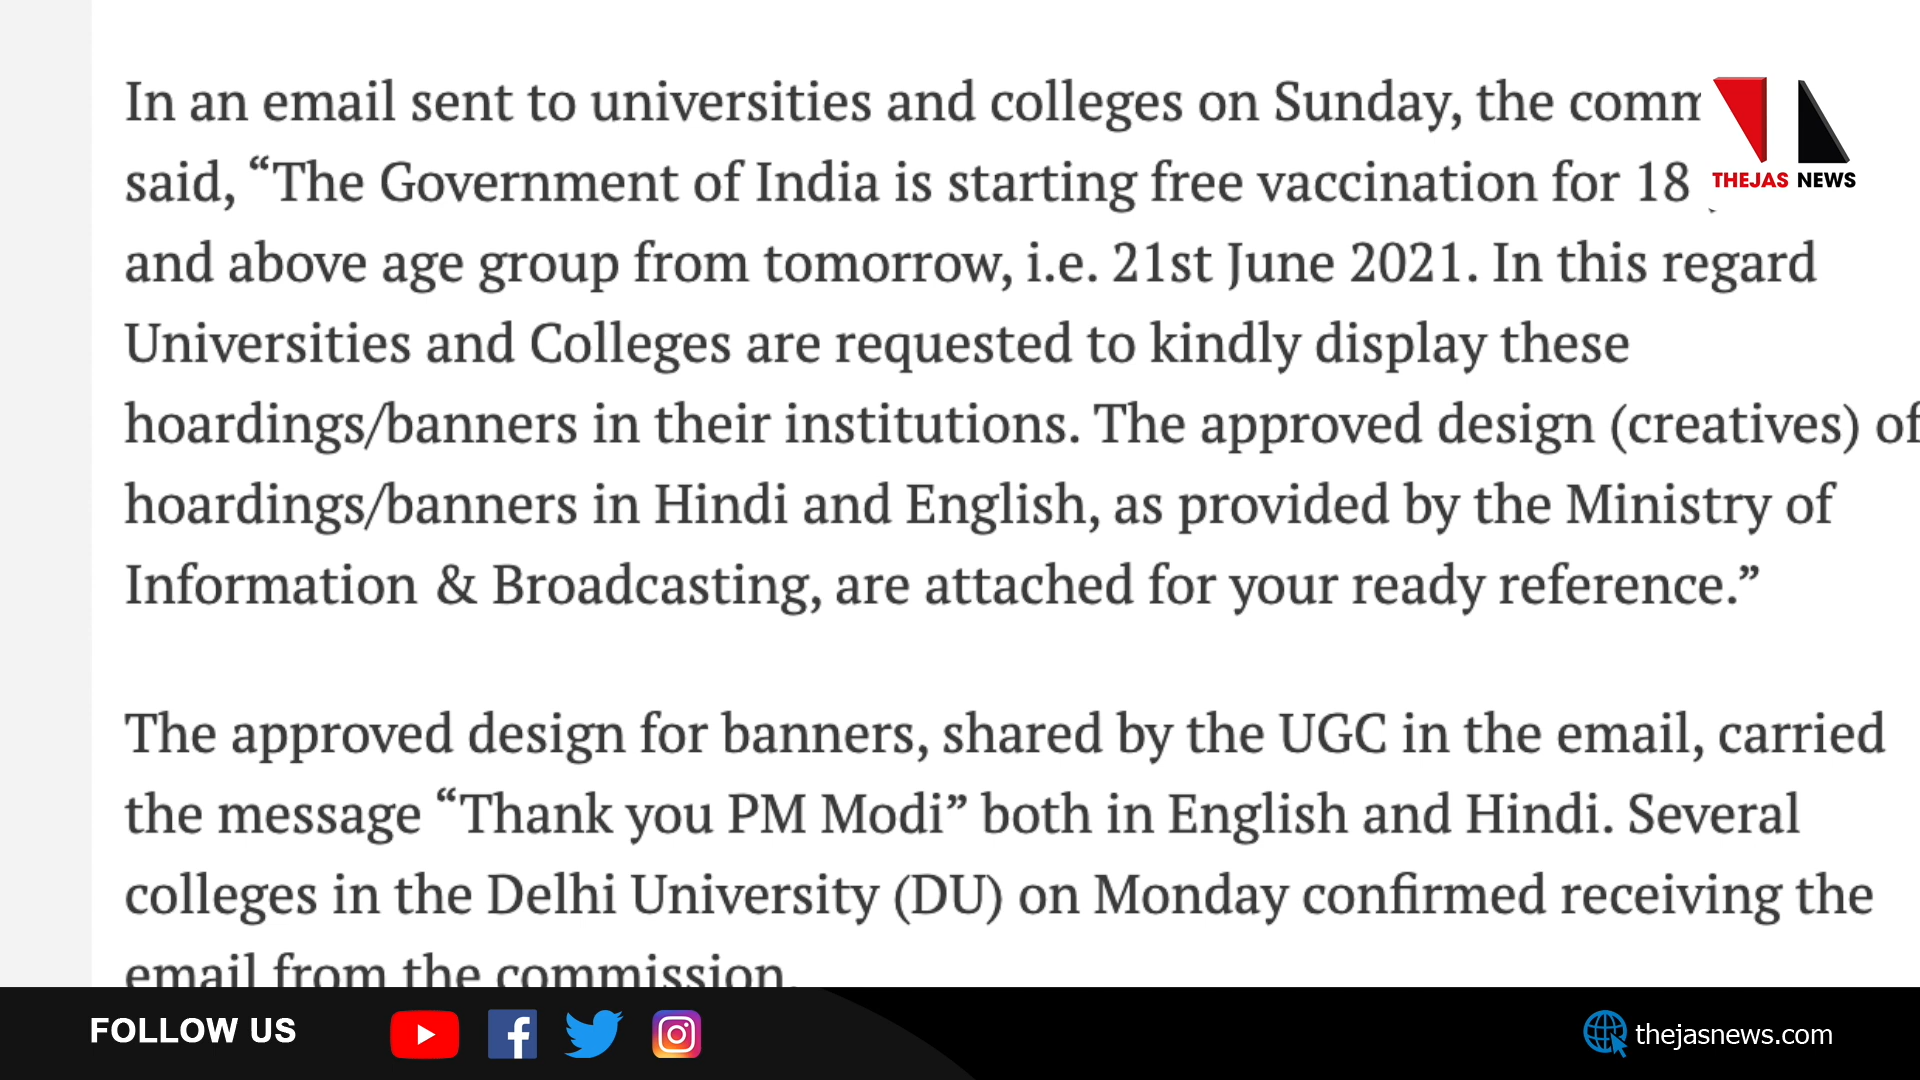 In an email sent to universities and colleges on Sunday, the comm
said, “The Government of India is starting free vaccination for 18
and above age group from tomorrow, i.e. 21st June 2021. In this regard
Universities and Colleges are requested to kindly display these
hoardings/banners in their institutions. The approved design (creatives) of
hoardings/banners in Hindi and English, as provided by the Ministry of
Information & Broadcasting, are attached for your ready reference.”
The approved design for banners, shared by the UGC in the email, carried
the message “Thank you PM Modi” both in English and Hindi. Several
colleges in the Delhi University (DU) on Monday confirmed receiving the
email from the commission.
THEJAS NEWS
FOLLOW US
thejasnews.com